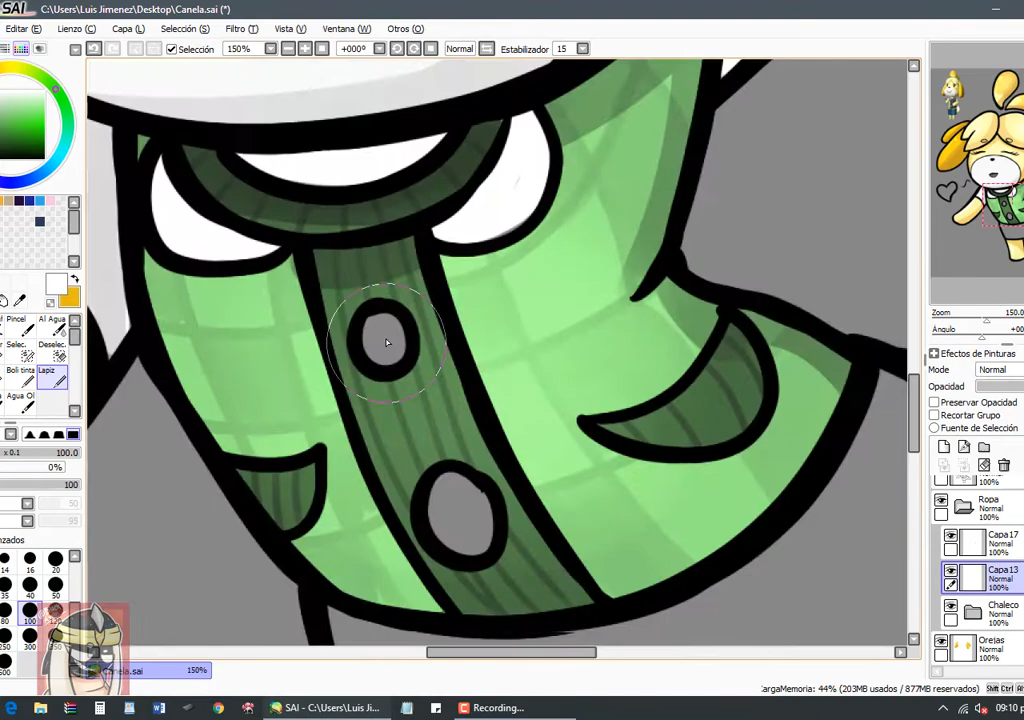 SAI C:\Users\Luis Jimenez\Desktop\Canela.sai (*)
Editar (E) Lienzo (C) Capa (L) Selección (S) Filtro (T) Vista (V) Ventana (W) Otros (O)
Selección 150% +000° Normal Estabilizador 15
Zoom 150.0
Ángulo +000
Efectos de Pinturas
Mode Normal
Opacidad
Preservar Opacidad
Recortar Grupo
Fuente de Selección
100%
Ropa
Normal
100%
Capa17
Normal
100%
Capa13
Normal
100%
Chaleco
Normal
100%
Orejas
Normal
100%
Pincel Al Agua
Selec. Deselec.
Boli tinta Lapiz
Agua Ol
x 0.1 100.0
0%
100
50
95
nzados
14 16 20
35 40 50
80 100
250 300 350
500
Canela.sai 150%
CargaMemoria: 44% (203MB usados / 877MB reservados) Shift Ctrl
SAI - C:\Users\Luis Ji... Recording...
09:10 p